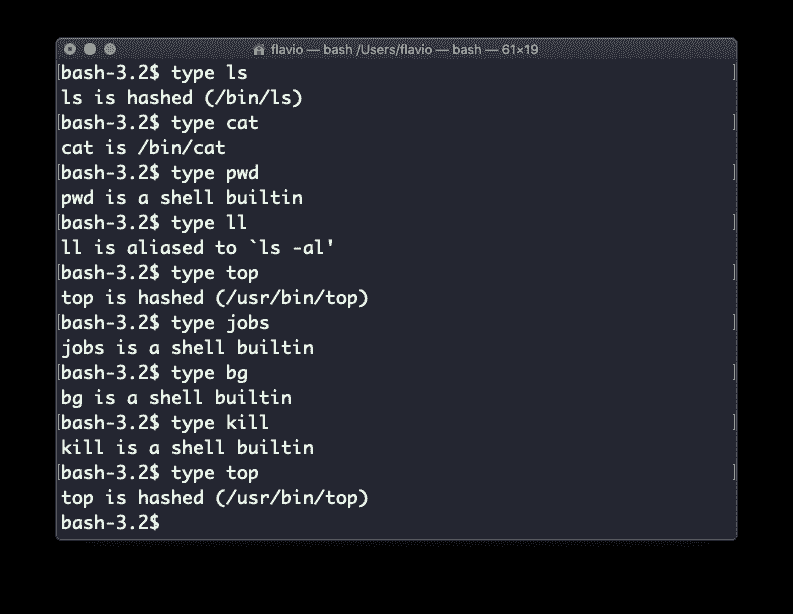 flavio — bash /Users/flavio — bash — 61×19
[bash-3.2$ type ls ]
ls is hashed (/bin/ls)
[bash-3.2$ type cat ]
cat is /bin/cat
[bash-3.2$ type pwd ]
pwd is a shell builtin
[bash-3.2$ type ll ]
ll is aliased to `ls -al'
[bash-3.2$ type top ]
top is hashed (/usr/bin/top)
[bash-3.2$ type jobs ]
jobs is a shell builtin
[bash-3.2$ type bg ]
bg is a shell builtin
[bash-3.2$ type kill ]
kill is a shell builtin
[bash-3.2$ type top ]
top is hashed (/usr/bin/top)
bash-3.2$